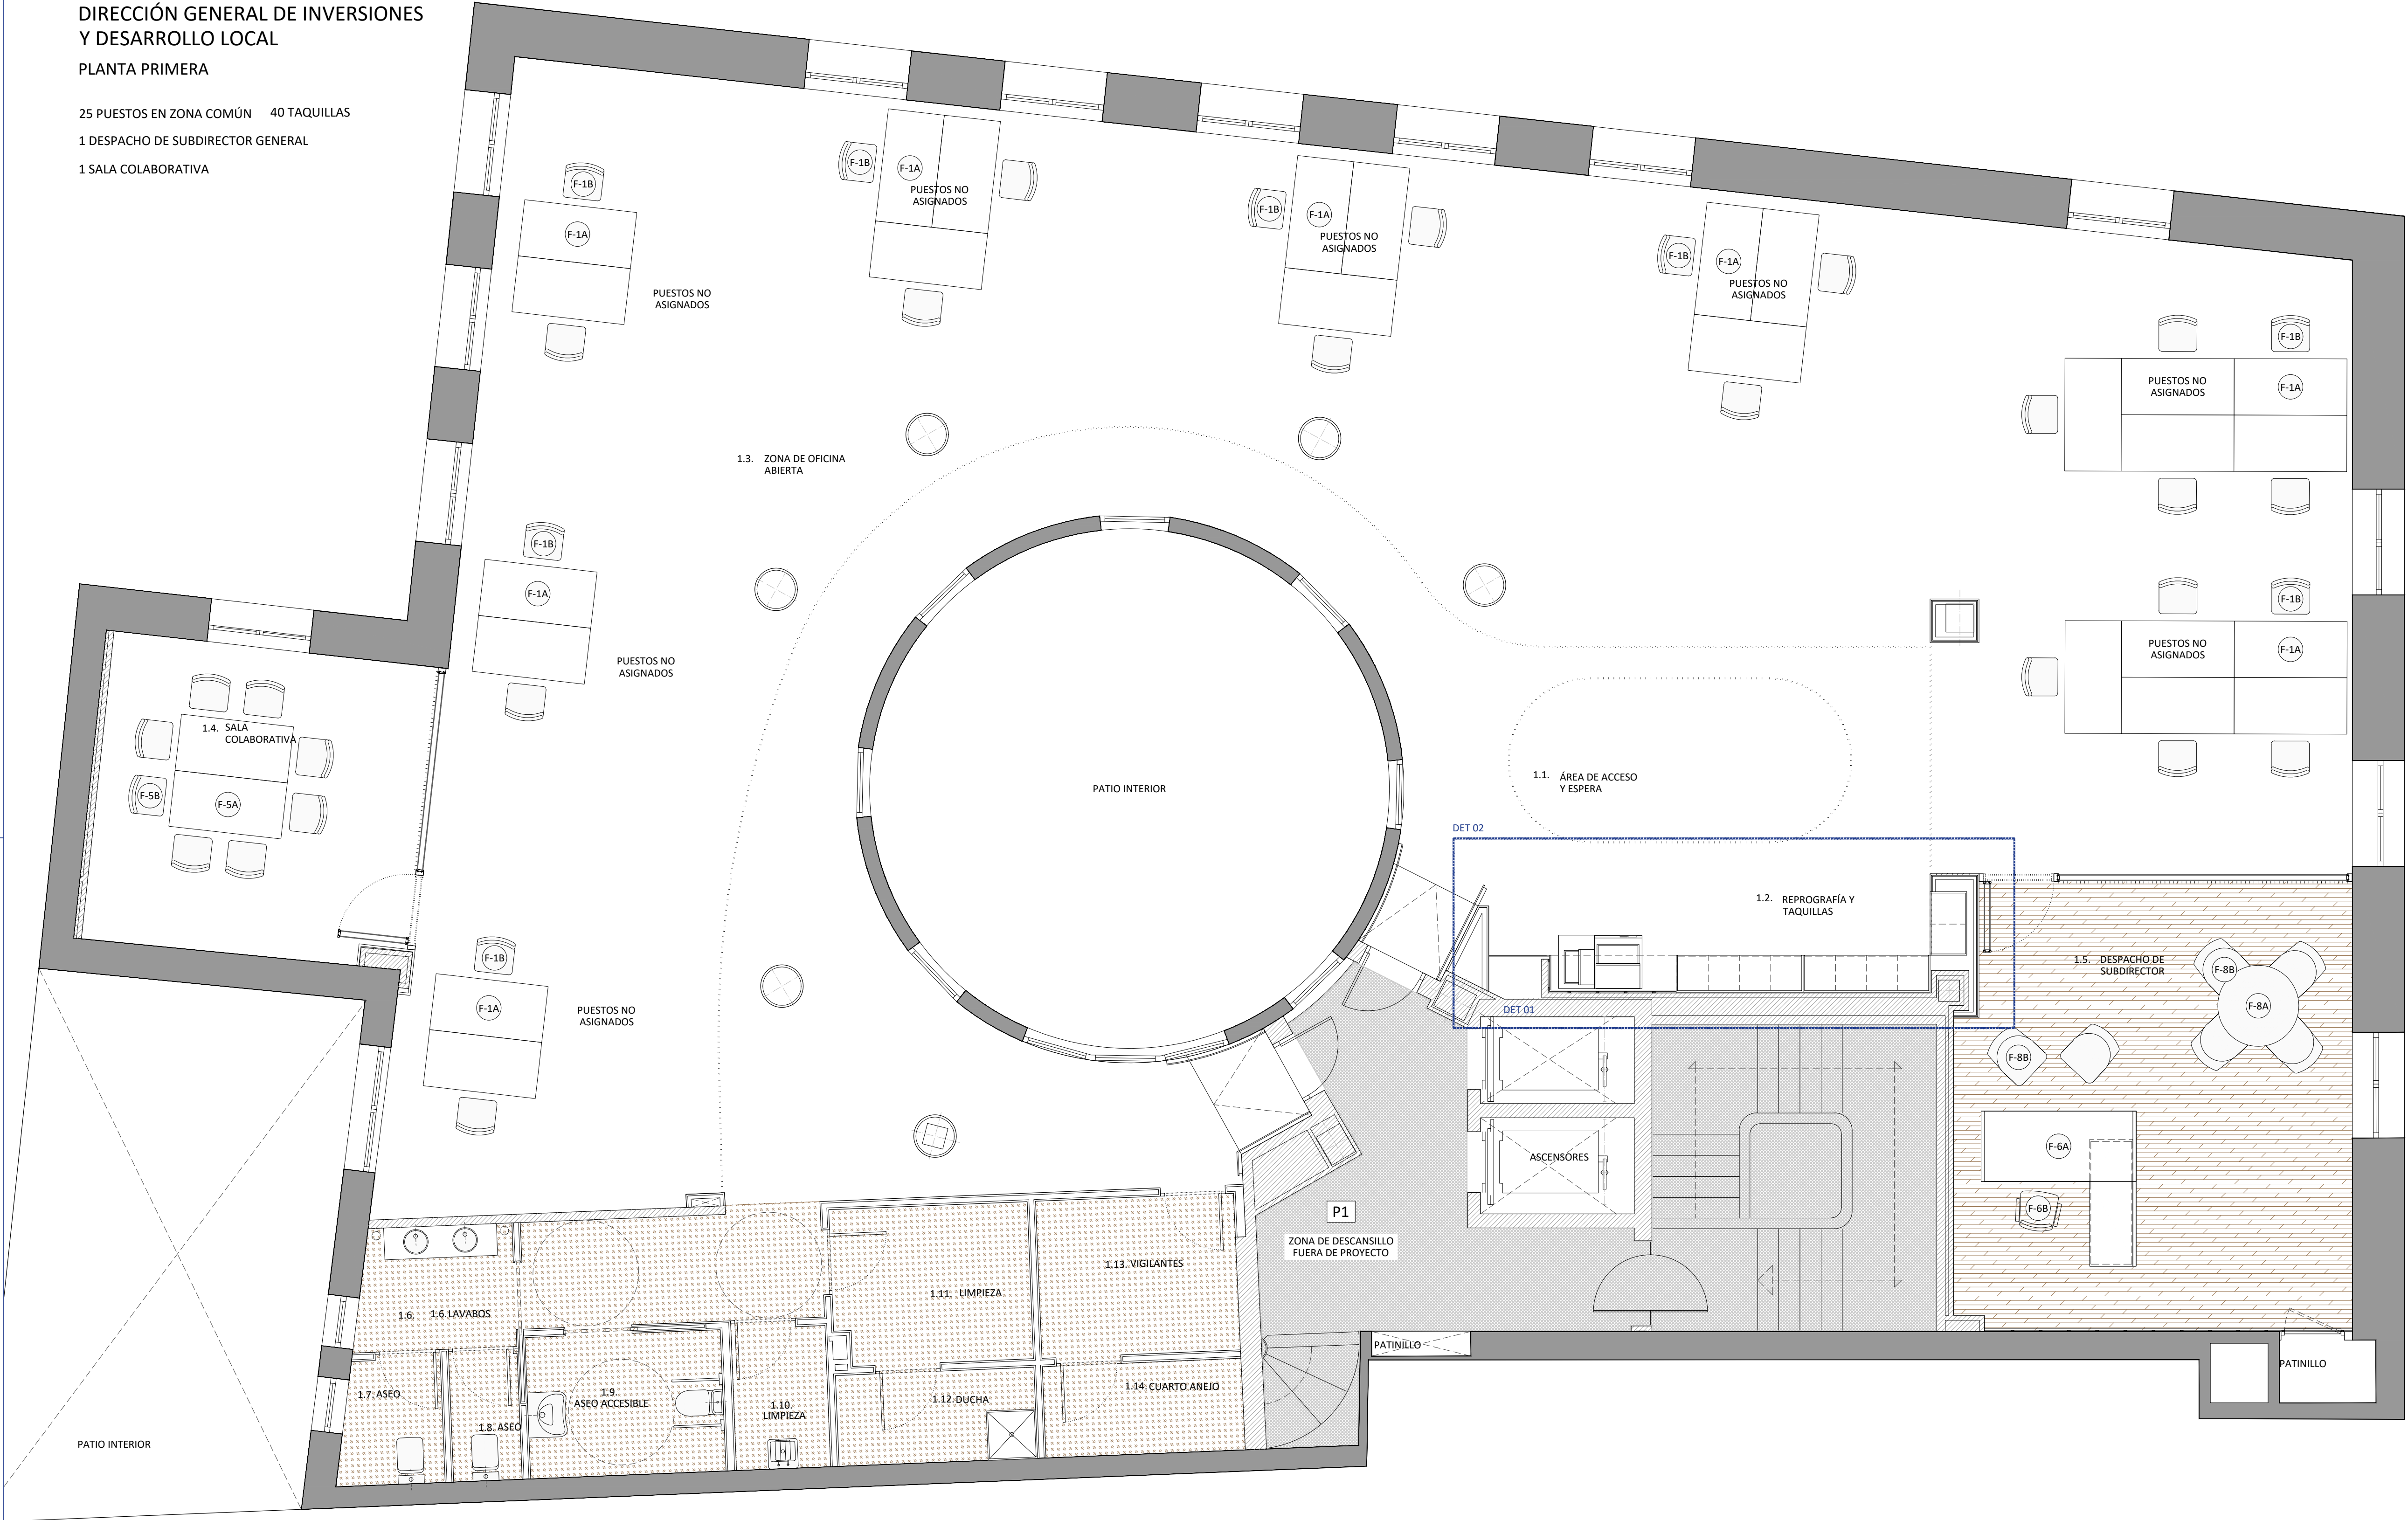 DIRECCIÓN GENERAL DE INVERSIONES
Y DESARROLLO LOCAL
PLANTA PRIMERA
25 PUESTOS EN ZONA COMÚN 40 TAQUILLAS
1 DESPACHO DE SUBDIRECTOR GENERAL
1 SALA COLABORATIVA
F-1B
F-1A
PUESTOS NO
ASIGNADOS
F-1B
F-1A
PUESTOS NO
ASIGNADOS
F-1B
F-1A
PUESTOS NO
ASIGNADOS
F-1B
F-1A
PUESTOS NO
ASIGNADOS
F-1B
PUESTOS NO
ASIGNADOS
F-1A
1.3. ZONA DE OFICINA
ABIERTA
F-1B
F-1A
PUESTOS NO
ASIGNADOS
F-1B
PUESTOS NO
ASIGNADOS
F-1A
1.4. SALA
COLABORATIVA
F-5B
F-5A
PATIO INTERIOR
1.1. ÁREA DE ACCESO
Y ESPERA
DET 02
1.2. REPROGRAFÍA Y
TAQUILLAS
DET 01
1.5. DESPACHO DE
SUBDIRECTOR
F-8B
F-8A
F-8B
F-6A
F-6B
F-1B
F-1A
PUESTOS NO
ASIGNADOS
ASCENSORES
P1
ZONA DE DESCANSILLO
FUERA DE PROYECTO
1.6. 1.6. LAVABOS
1.11. LIMPIEZA
1.13. VIGILANTES
1.7. ASEO
1.8. ASEO
1.9.
ASEO ACCESIBLE
1.10.
LIMPIEZA
1.12. DUCHA
1.14. CUARTO ANEJO
PATINILLO
PATINILLO
PATIO INTERIOR